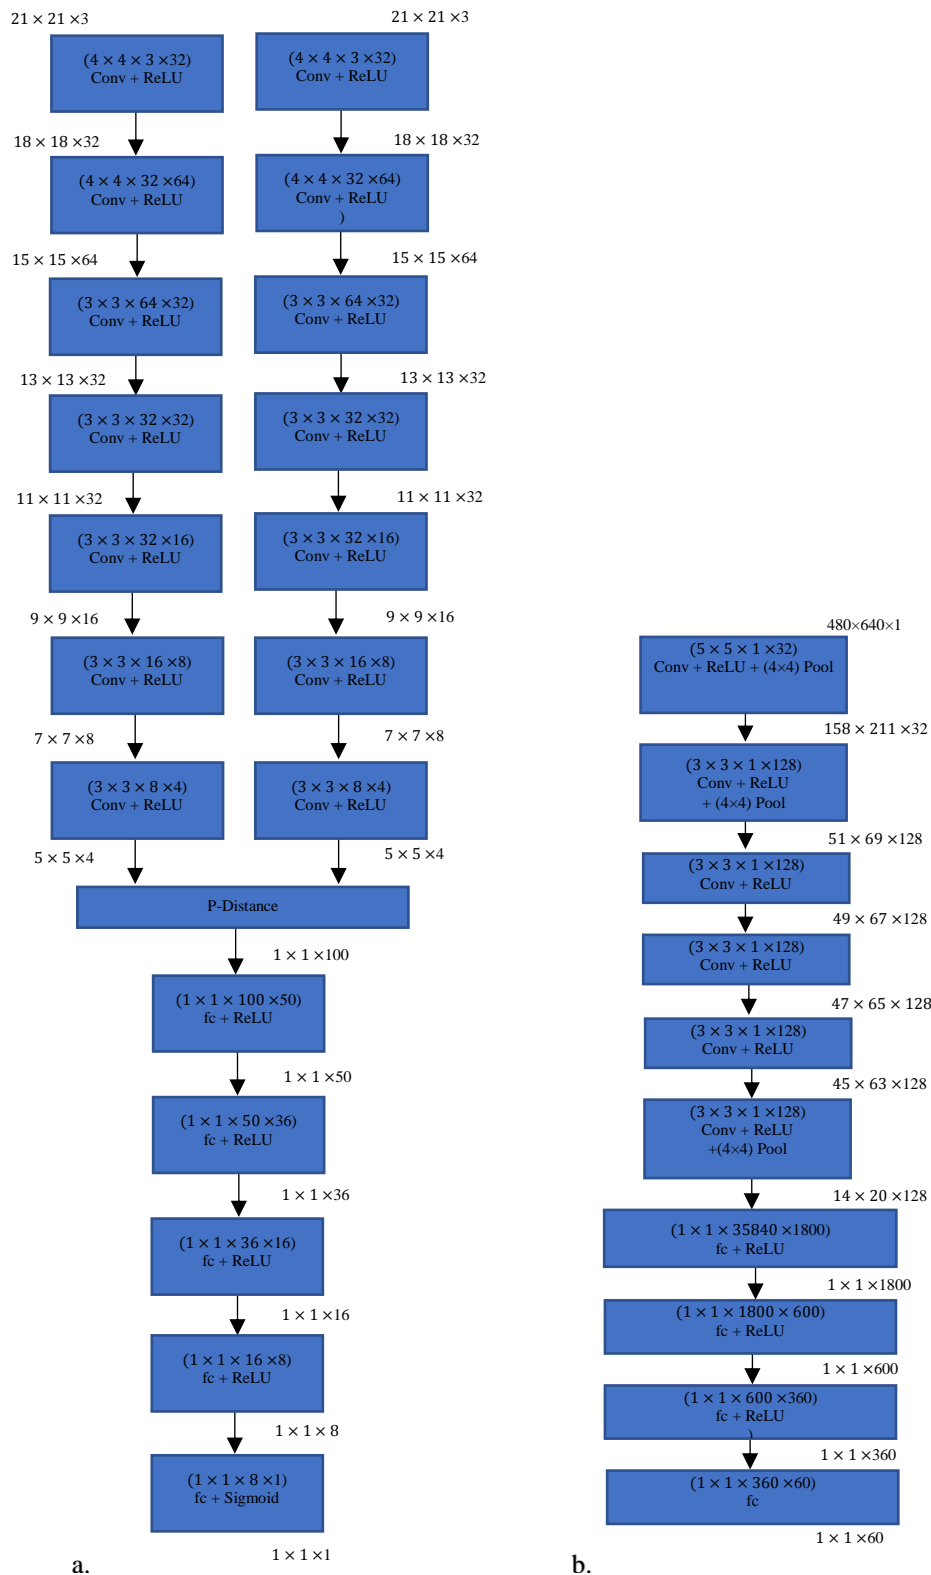 21 × 21 ×3
(4 × 4 × 3 ×32)
Conv + ReLU
18 × 18 ×32
(4 × 4 × 32 ×64)
Conv + ReLU
15 × 15 ×64
(3 × 3 × 64 ×32)
Conv + ReLU
13 × 13 ×32
(3 × 3 × 32 ×32)
Conv + ReLU
11 × 11 ×32
(3 × 3 × 32 ×16)
Conv + ReLU
9 × 9 ×16
(3 × 3 × 16 ×8)
Conv + ReLU
7 × 7 ×8
(3 × 3 × 8 ×4)
Conv + ReLU
5 × 5 ×4
21 × 21 ×3
(4 × 4 × 3 ×32)
Conv + ReLU
18 × 18 ×32
(4 × 4 × 32 ×64)
Conv + ReLU
)
15 × 15 ×64
(3 × 3 × 64 ×32)
Conv + ReLU
13 × 13 ×32
(3 × 3 × 32 ×32)
Conv + ReLU
11 × 11 ×32
(3 × 3 × 32 ×16)
Conv + ReLU
9 × 9 ×16
(3 × 3 × 16 ×8)
Conv + ReLU
7 × 7 ×8
(3 × 3 × 8 ×4)
Conv + ReLU
5 × 5 ×4
P-Distance
1 × 1 ×100
(1 × 1 × 100 ×50)
fc + ReLU
1 × 1 ×50
(1 × 1 × 50 ×36)
fc + ReLU
1 × 1 ×36
(1 × 1 × 36 ×16)
fc + ReLU
1 × 1 ×16
(1 × 1 × 16 ×8)
fc + ReLU
1 × 1 × 8
(1 × 1 × 8 ×1)
fc + Sigmoid
1 × 1 ×1
a.
480×640×1
(5 × 5 × 1 ×32)
Conv + ReLU + (4×4) Pool
158 × 211 ×32
(3 × 3 × 1 ×128)
Conv + ReLU
+ (4×4) Pool
51 × 69 ×128
(3 × 3 × 1 ×128)
Conv + ReLU
49 × 67 ×128
(3 × 3 × 1 ×128)
Conv + ReLU
47 × 65 × 128
(3 × 3 × 1 ×128)
Conv + ReLU
45 × 63 ×128
(3 × 3 × 1 ×128)
Conv + ReLU
+(4×4) Pool
14 × 20 ×128
(1 × 1 × 35840 ×1800)
fc + ReLU
1 × 1 ×1800
(1 × 1 × 1800 × 600)
fc + ReLU
1 × 1 ×600
(1 × 1 × 600 ×360)
fc + ReLU
)
1 × 1 ×360
(1 × 1 × 360 ×60)
fc
1 × 1 ×60
b.